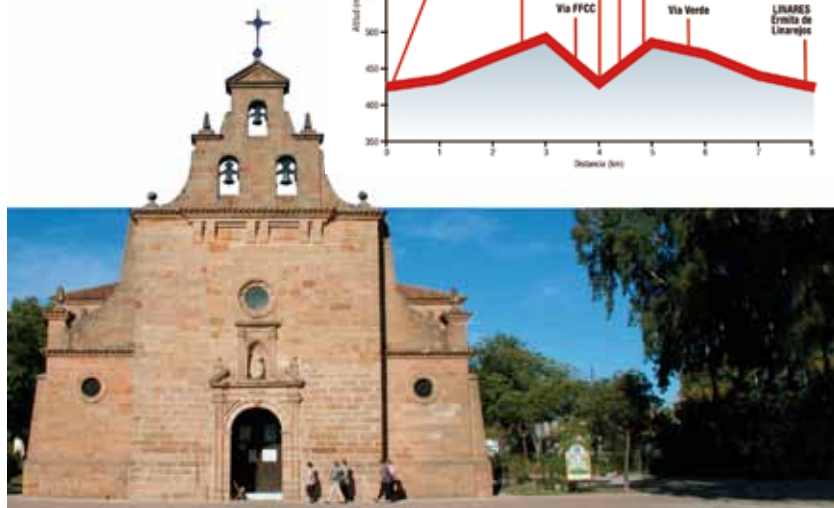 500
Vía FFCC
Vía Verde
LINARES
Ermita de
Linarejos
450
400
350
0 1 2 3 4 5 6 7 8
Distancia (km)